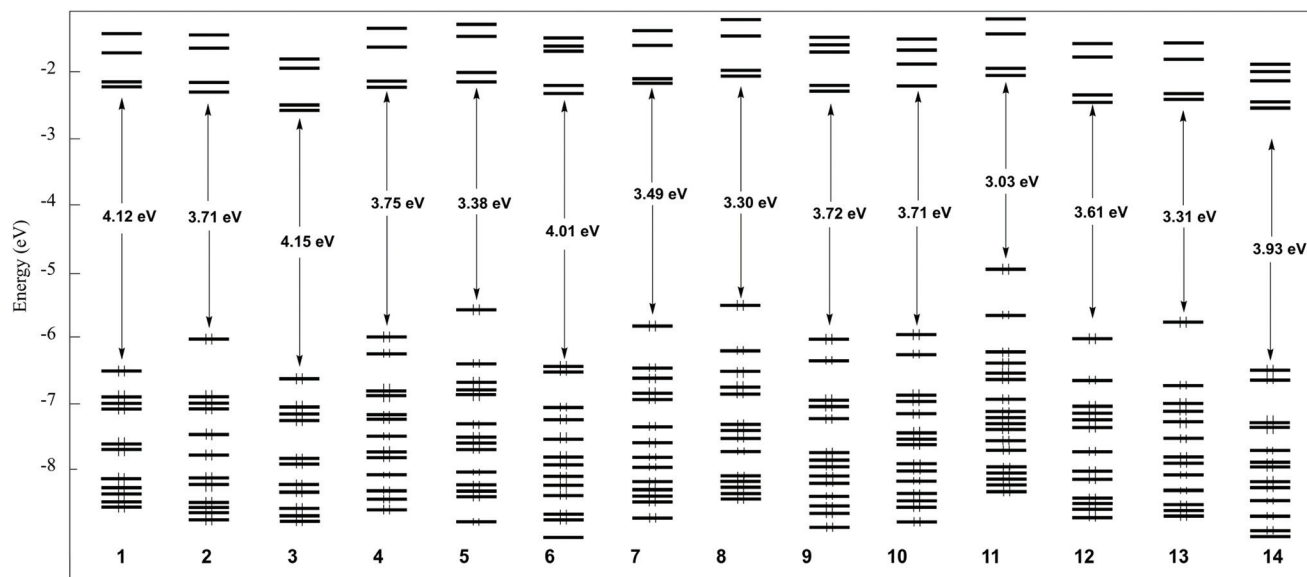 Energy (eV)
-2
-3
-4
-5
-6
-7
-8
4.12 eV
3.71 eV
4.15 eV
3.75 eV
3.38 eV
4.01 eV
3.49 eV
3.30 eV
3.72 eV
3.71 eV
3.03 eV
3.61 eV
3.31 eV
3.93 eV
1 2 3 4 5 6 7 8 9 10 11 12 13 14